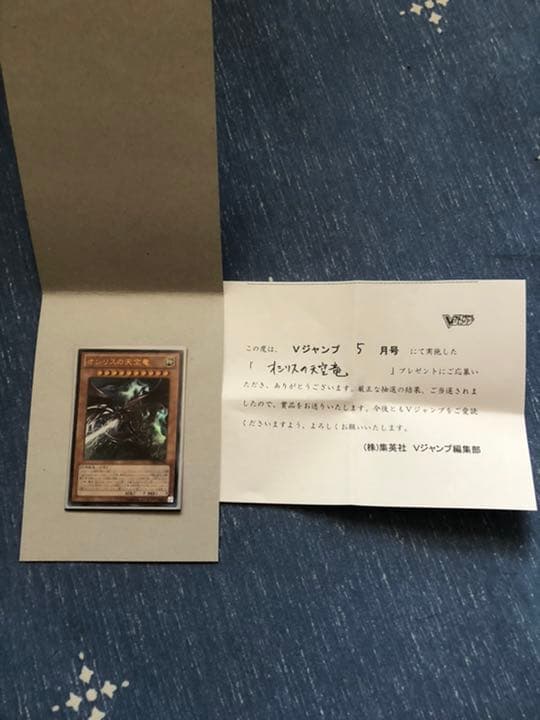 オシリスの天空竜
Vジャンプ
この度は、Vジャンプ 5 月号 にて実施した
「 オシリスの天空竜 」プレゼントにご応募い
ただき、ありがとうございます。厳正な抽選の結果、ご当選されま
したので、賞品をお送りいたします。今後ともVジャンプをご愛読
くださいますよう、よろしくお願いいたします。
(株)集英社 Vジャンプ編集部